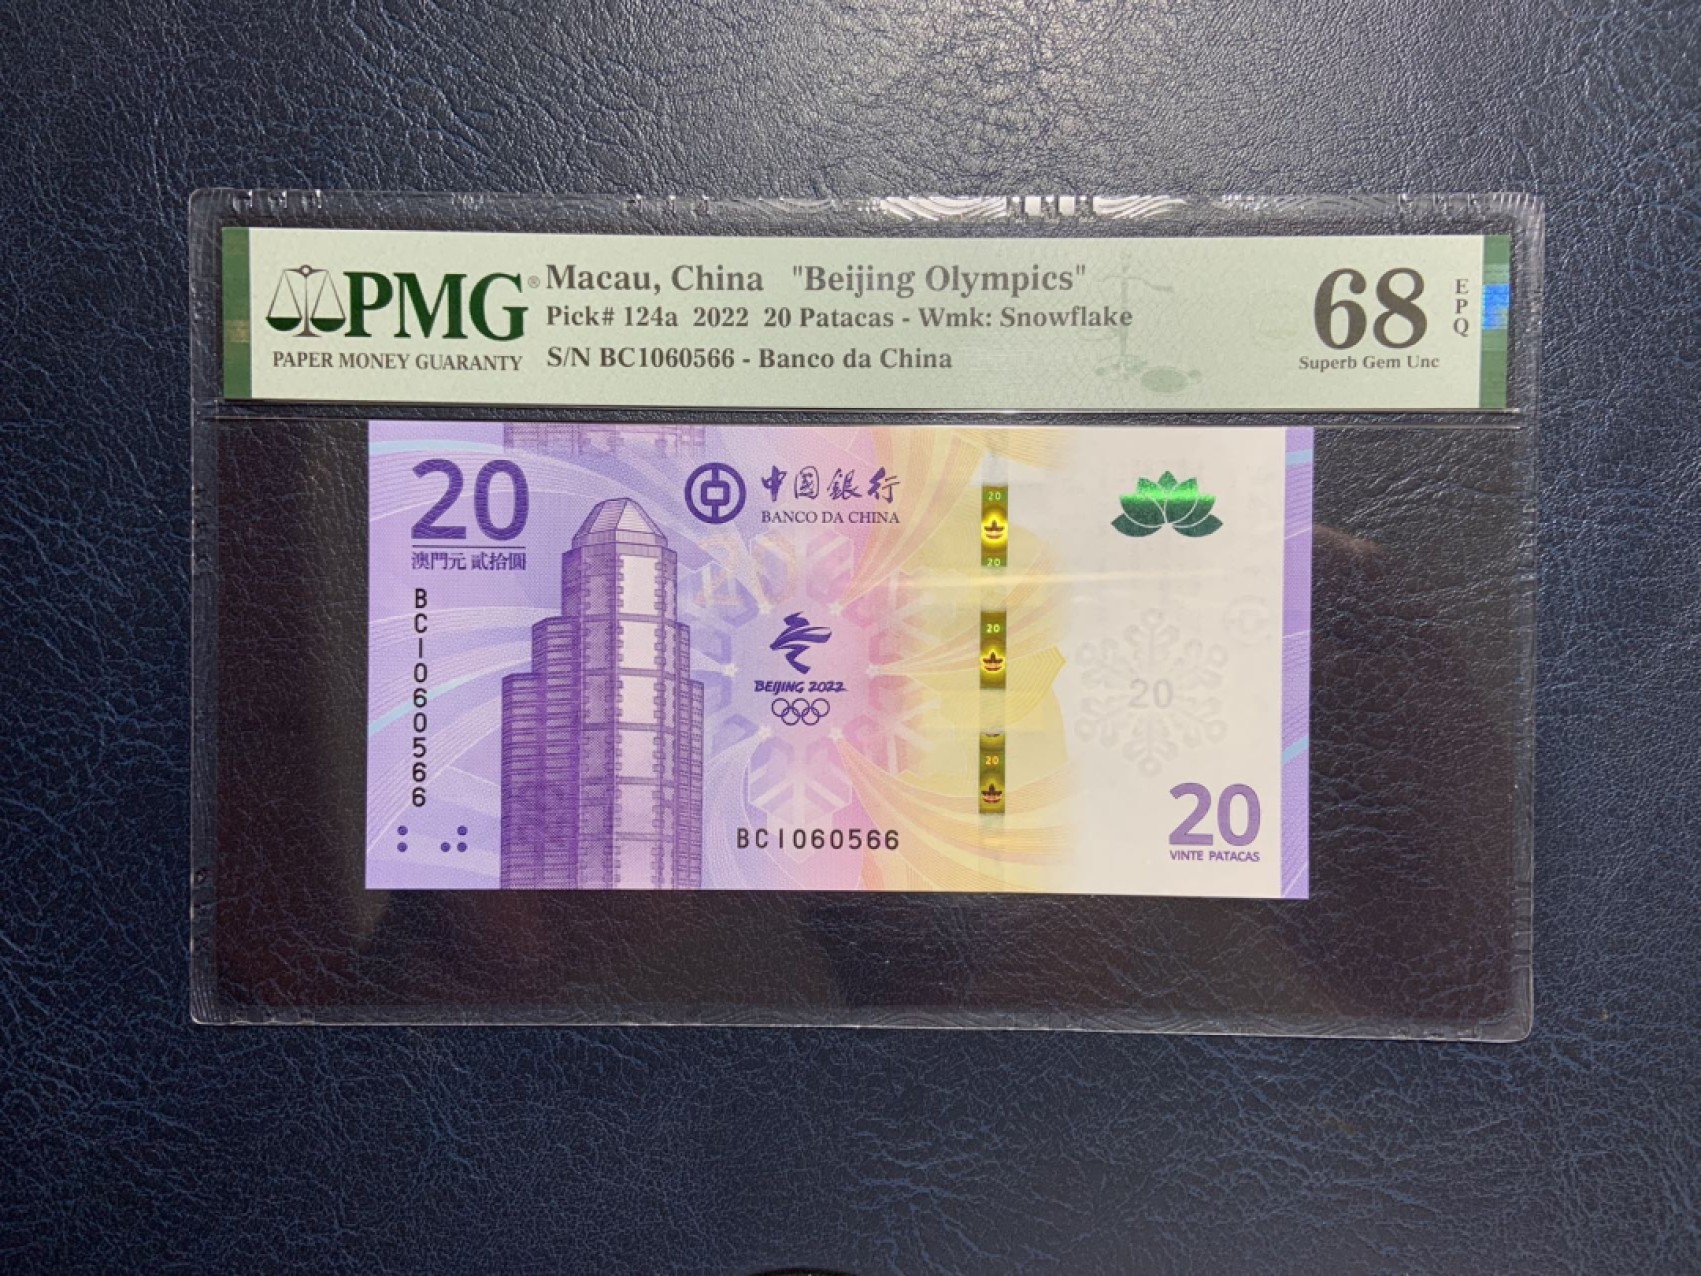 PMG®
PAPER MONEY GUARANTY
Macau, China "Beijing Olympics"
Pick# 124a 2022 20 Patacas - Wmk: Snowflake
S/N BC1060566 - Banco da China
68
EPQ
Superb Gem Unc
20
澳門元 貳拾圓
BC1060566
中國銀行
BANCO DA CHINA
20
BEIJING 2022
BC1060566
20
20
20
20
20
20
VINTE PATACAS